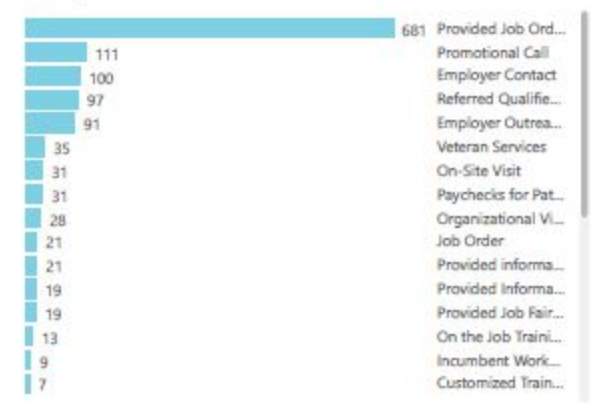 681 Provided Job Ord...
111 Promotional Call
100 Employer Contact
97 Referred Qualifie...
91 Employer Outrea...
35 Veteran Services
31 On-Site Visit
31 Paychecks for Pat...
28 Organizational Vi...
21 Job Order
21 Provided informa...
19 Provided Informa...
19 Provided Job Fair...
13 On the Job Traini...
9 Incumbent Work...
7 Customized Train...